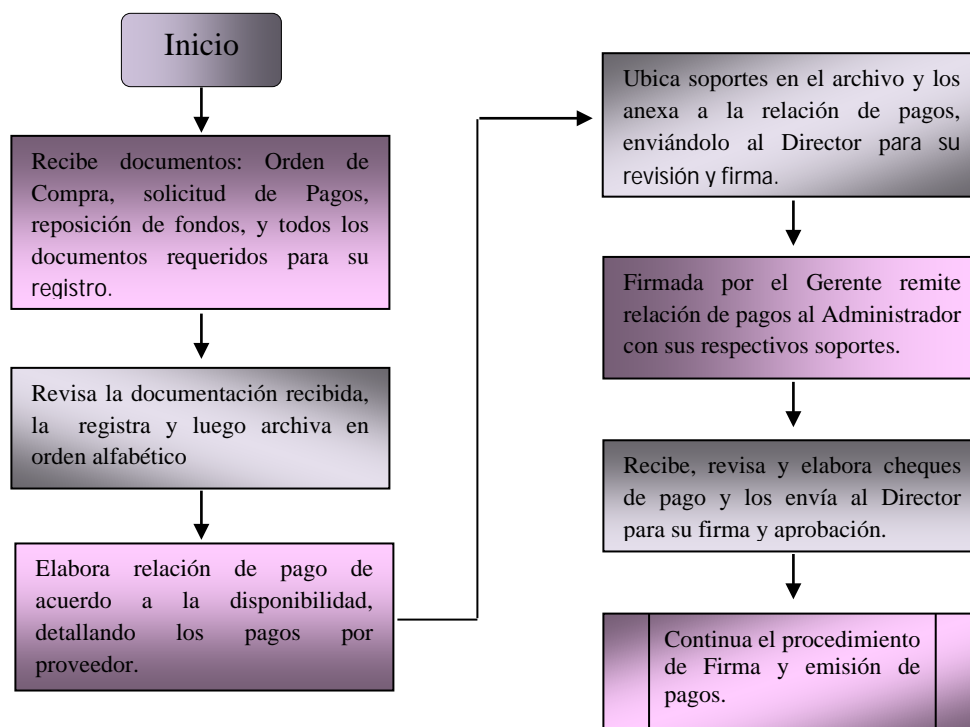 Inicio
Recibe documentos: Orden de
Compra, solicitud de Pagos,
reposición de fondos, y todos los
documentos requeridos para su
registro.
Revisa la documentación recibida,
la registra y luego archiva en
orden alfabético
Elabora relación de pago de
acuerdo a la disponibilidad,
detallando los pagos por
proveedor.
Ubica soportes en el archivo y los
anexa a la relación de pagos,
enviándolo al Director para su
revisión y firma.
Firmada por el Gerente remite
relación de pagos al Administrador
con sus respectivos soportes.
Recibe, revisa y elabora cheques
de pago y los envía al Director
para su firma y aprobación.
Continua el procedimiento
de Firma y emisión de
pagos.